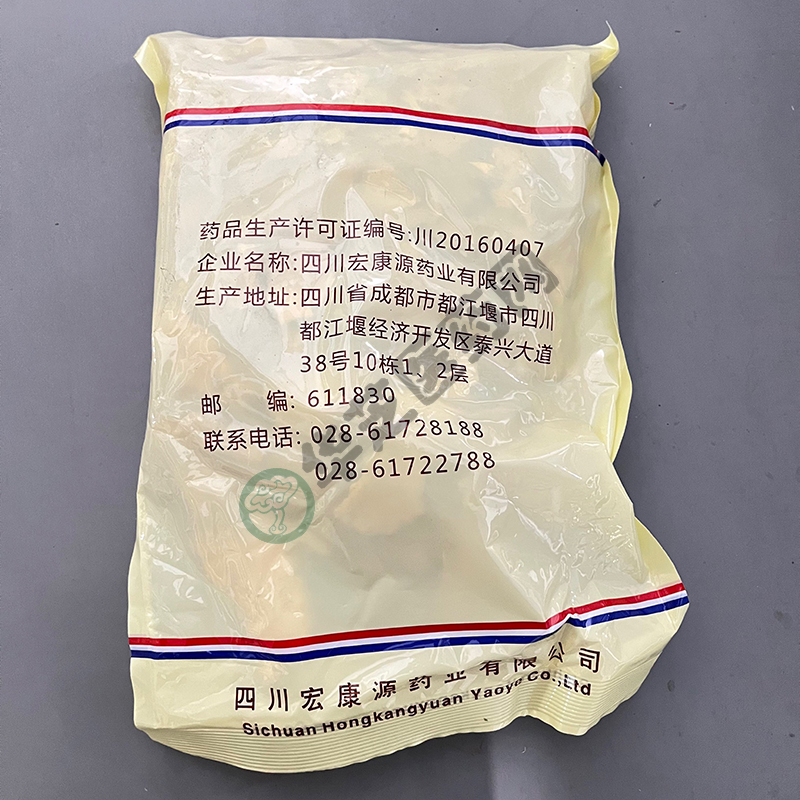 药品生产许可证编号:川20160407
企业名称:四川宏康源药业有限公司
生产地址:四川省成都市都江堰市四川
都江堰经济开发区泰兴大道
38号10栋1、2层
邮 编: 611830
联系电话: 028-61728188
028-61722788
华芝医药网
四川宏康源药业有限公司
Sichuan Hongkangyuan Yaoye Co.,Ltd